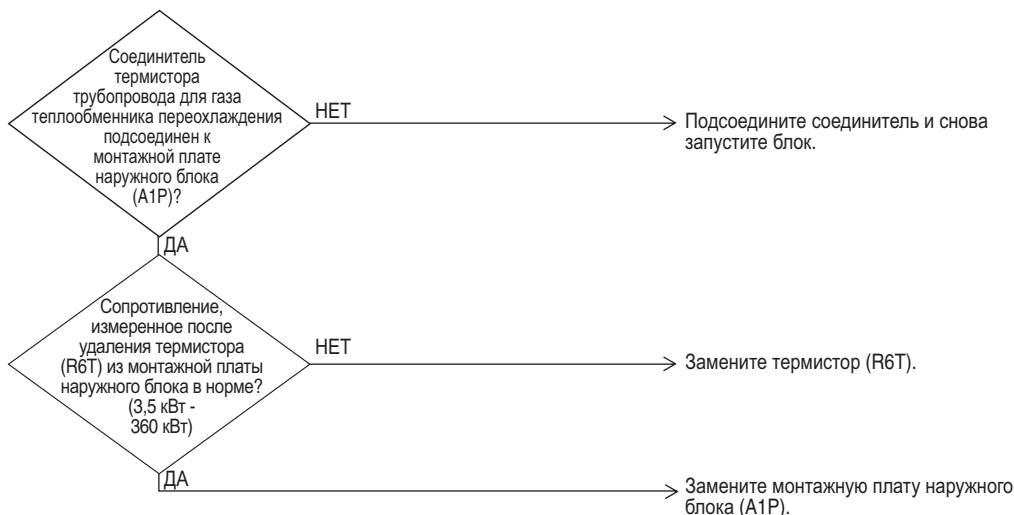 Соединитель
термистора
трубопровода для газа
теплообменника переохлаждения
подсоединен к
монтажной плате
наружного блока
(A1P)?
НЕТ
Подсоедините соединитель и снова
запустите блок.
ДА
Сопротивление,
измеренное после
удаления термистора
(R6T) из монтажной платы
наружного блока в норме?
(3,5 кВт -
360 кВт)
НЕТ
Замените термистор (R6T).
ДА
Замените монтажную плату наружного
блока (A1P).